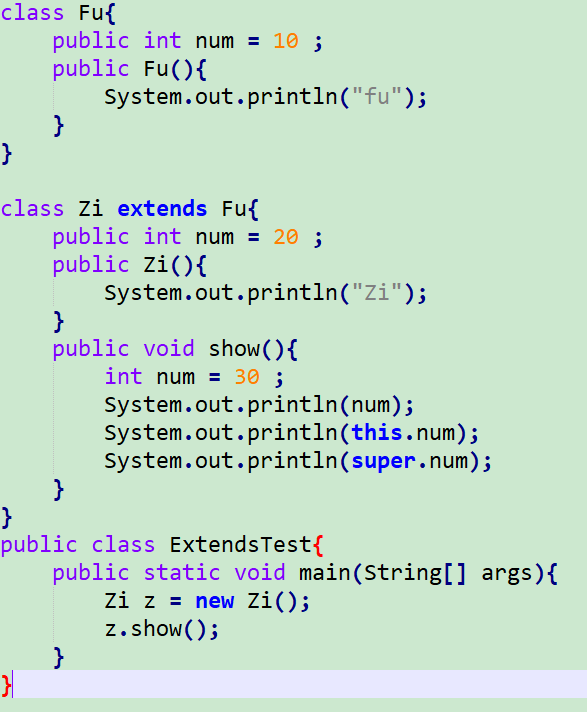 class Fu{
    public int num = 10 ;
    public Fu(){
        System.out.println("fu");
    }
}

class Zi extends Fu{
    public int num = 20 ;
    public Zi(){
        System.out.println("Zi");
    }
    public void show(){
        int num = 30 ;
        System.out.println(num);
        System.out.println(this.num);
        System.out.println(super.num);
    }
}
public class ExtendsTest{
    public static void main(String[] args){
        Zi z = new Zi();
        z.show();
    }
}